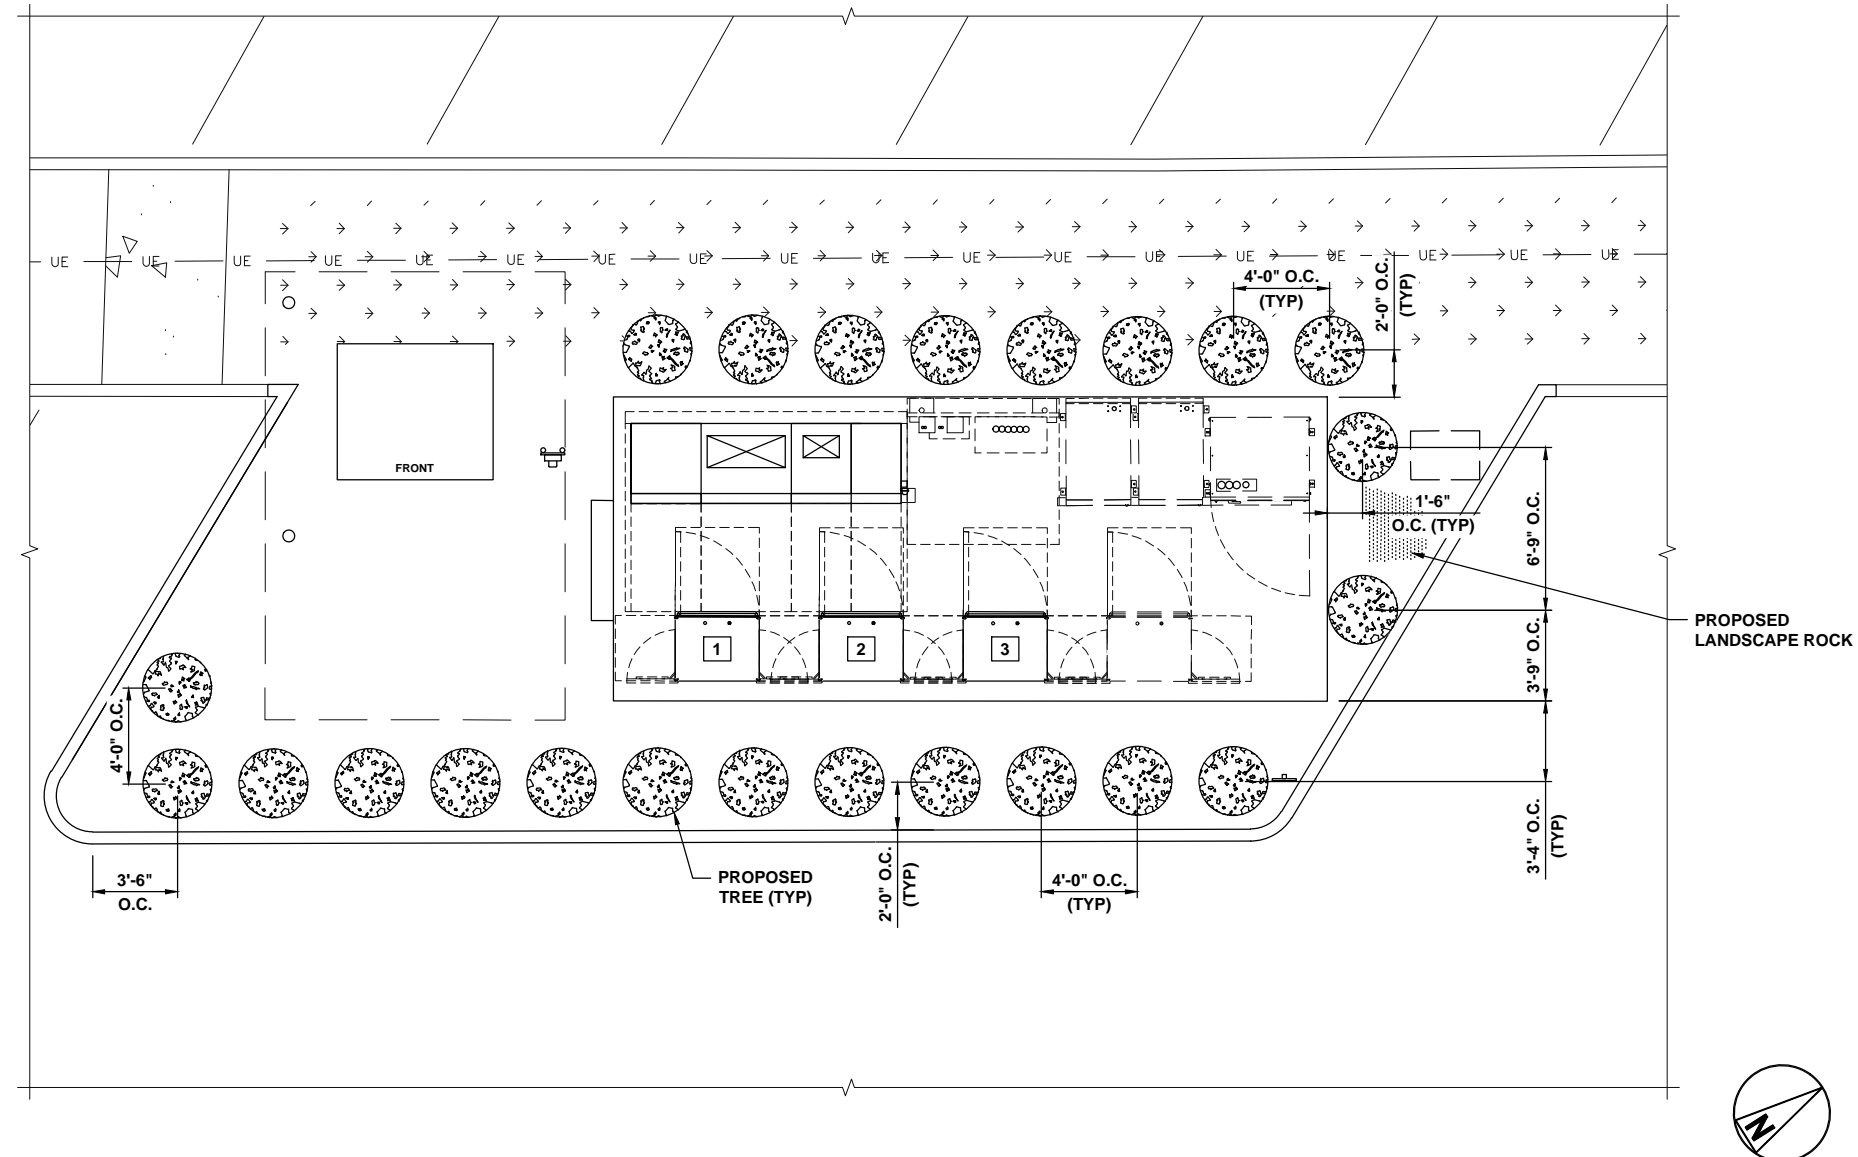 UE UE UE UE UE UE UE UE UE UE UE UE UE UE UE UE UE UE
4'-0" O.C.
(TYP)
2'-0" O.C.
(TYP)
FRONT
1'-6"
O.C. (TYP)
6'-9" O.C.
PROPOSED
LANDSCAPE ROCK
1 2 3
3'-9" O.C.
4'-0" O.C.
3'-4" O.C.
(TYP)
3'-6"
O.C.
PROPOSED
TREE (TYP)
2'-0" O.C.
(TYP)
4'-0" O.C.
(TYP)
N